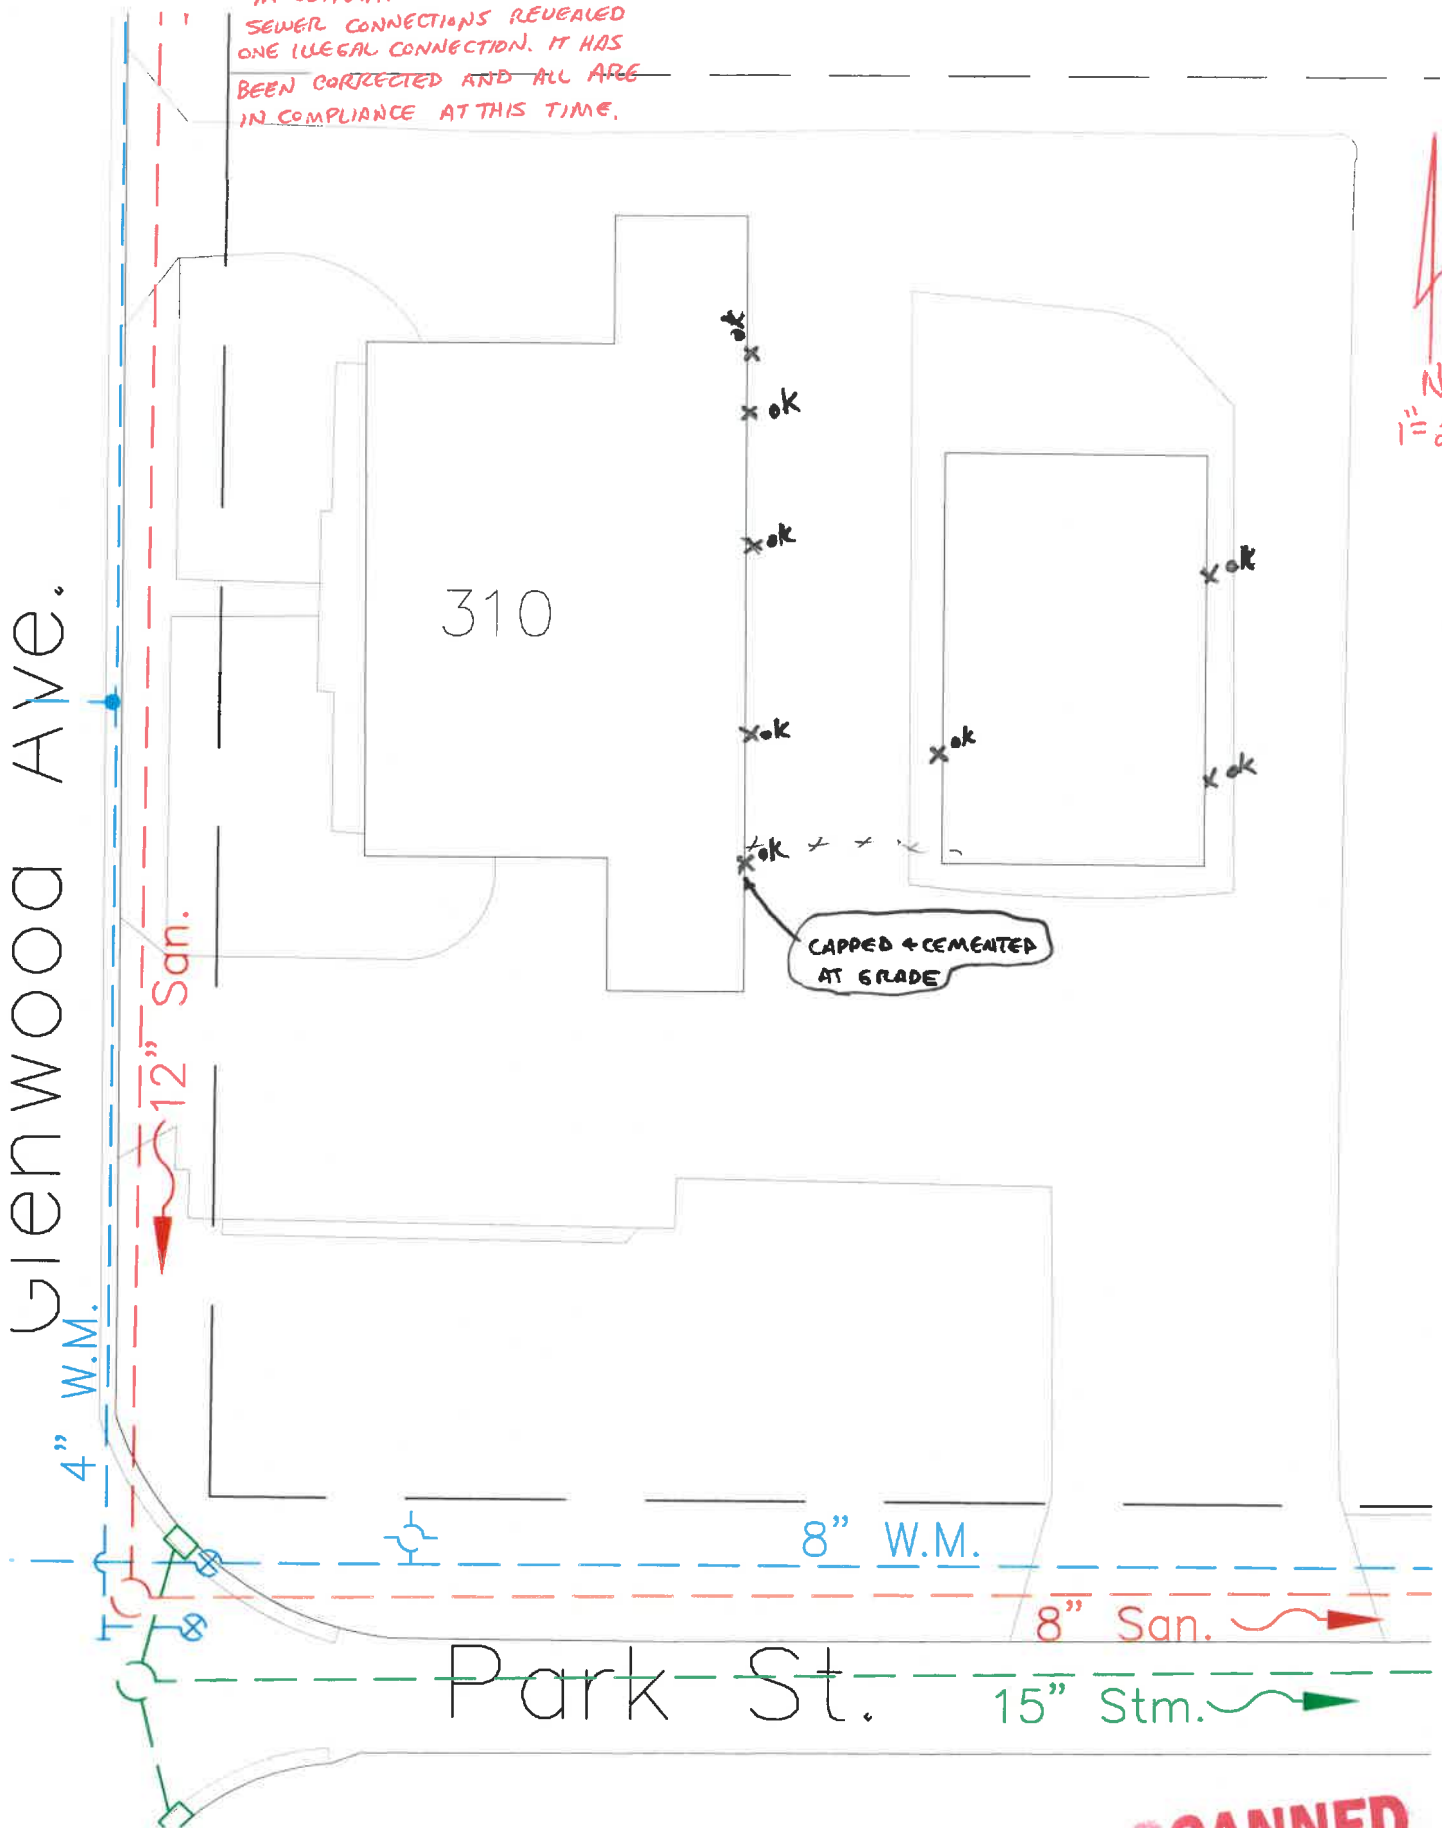 SEWER CONNECTIONS REVEALED
ONE ILLEGAL CONNECTION. IT HAS
BEEN CORRECTED AND ALL ARE
IN COMPLIANCE AT THIS TIME.
N
1"=
ok
ok
ok
ok
ok
310
ok
ok
ok
CAPPED & CEMENTED
AT GRADE
Glenwood Ave.
12" San.
4" W.M.
8" W.M.
8" San.
Park St.
15" Stm.
SCANNED